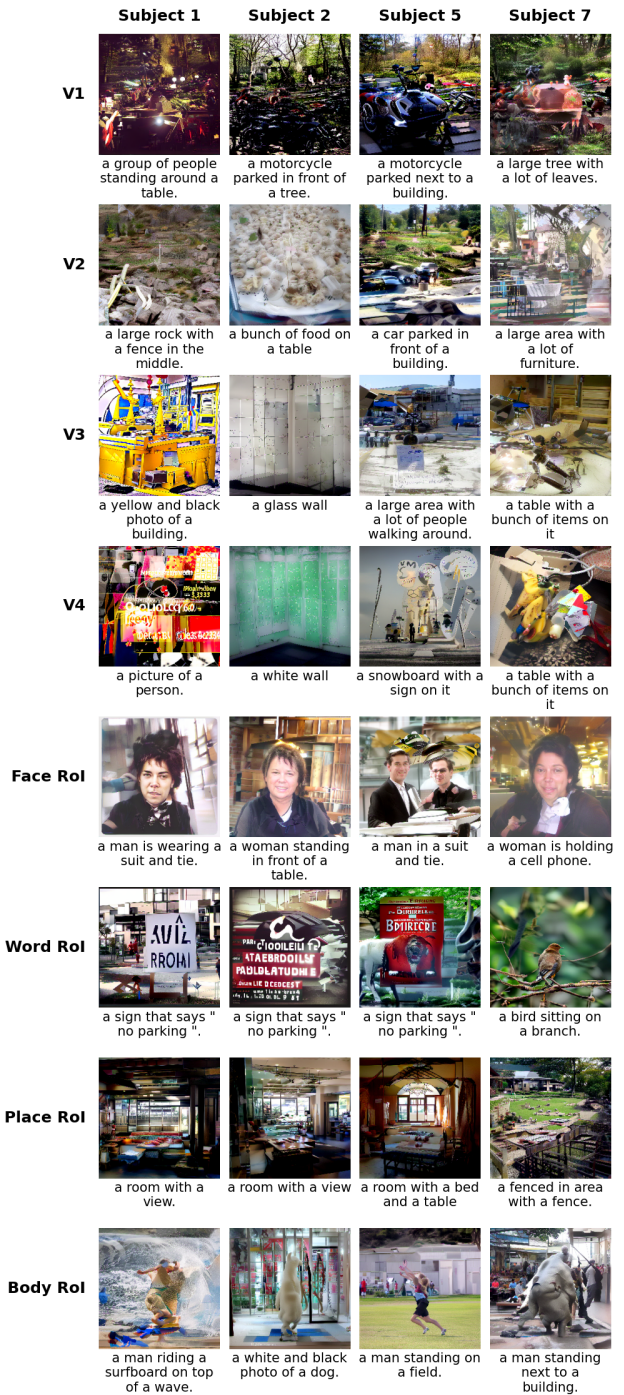 Subject 1 Subject 2 Subject 5 Subject 7
V1
a group of people standing around a table.
a motorcycle parked in front of a tree.
a motorcycle parked next to a building.
a large tree with a lot of leaves.
V2
a large rock with a fence in the middle.
a bunch of food on a table
a car parked in front of a building.
a large area with a lot of furniture.
V3
a yellow and black photo of a building.
a glass wall
a large area with a lot of people walking around.
a table with a bunch of items on it
V4
a picture of a person.
a white wall
a snowboard with a sign on it
a table with a bunch of items on it
Face RoI
a man is wearing a suit and tie.
a woman standing in front of a table.
a man in a suit and tie.
a woman is holding a cell phone.
Word RoI
a sign that says " no parking ".
a sign that says " no parking ".
a sign that says " no parking ".
a bird sitting on a branch.
Place RoI
a room with a view.
a room with a view
a room with a bed and a table
a fenced in area with a fence.
Body RoI
a man riding a surfboard on top of a wave.
a white and black photo of a dog.
a man standing on a field.
a man standing next to a building.